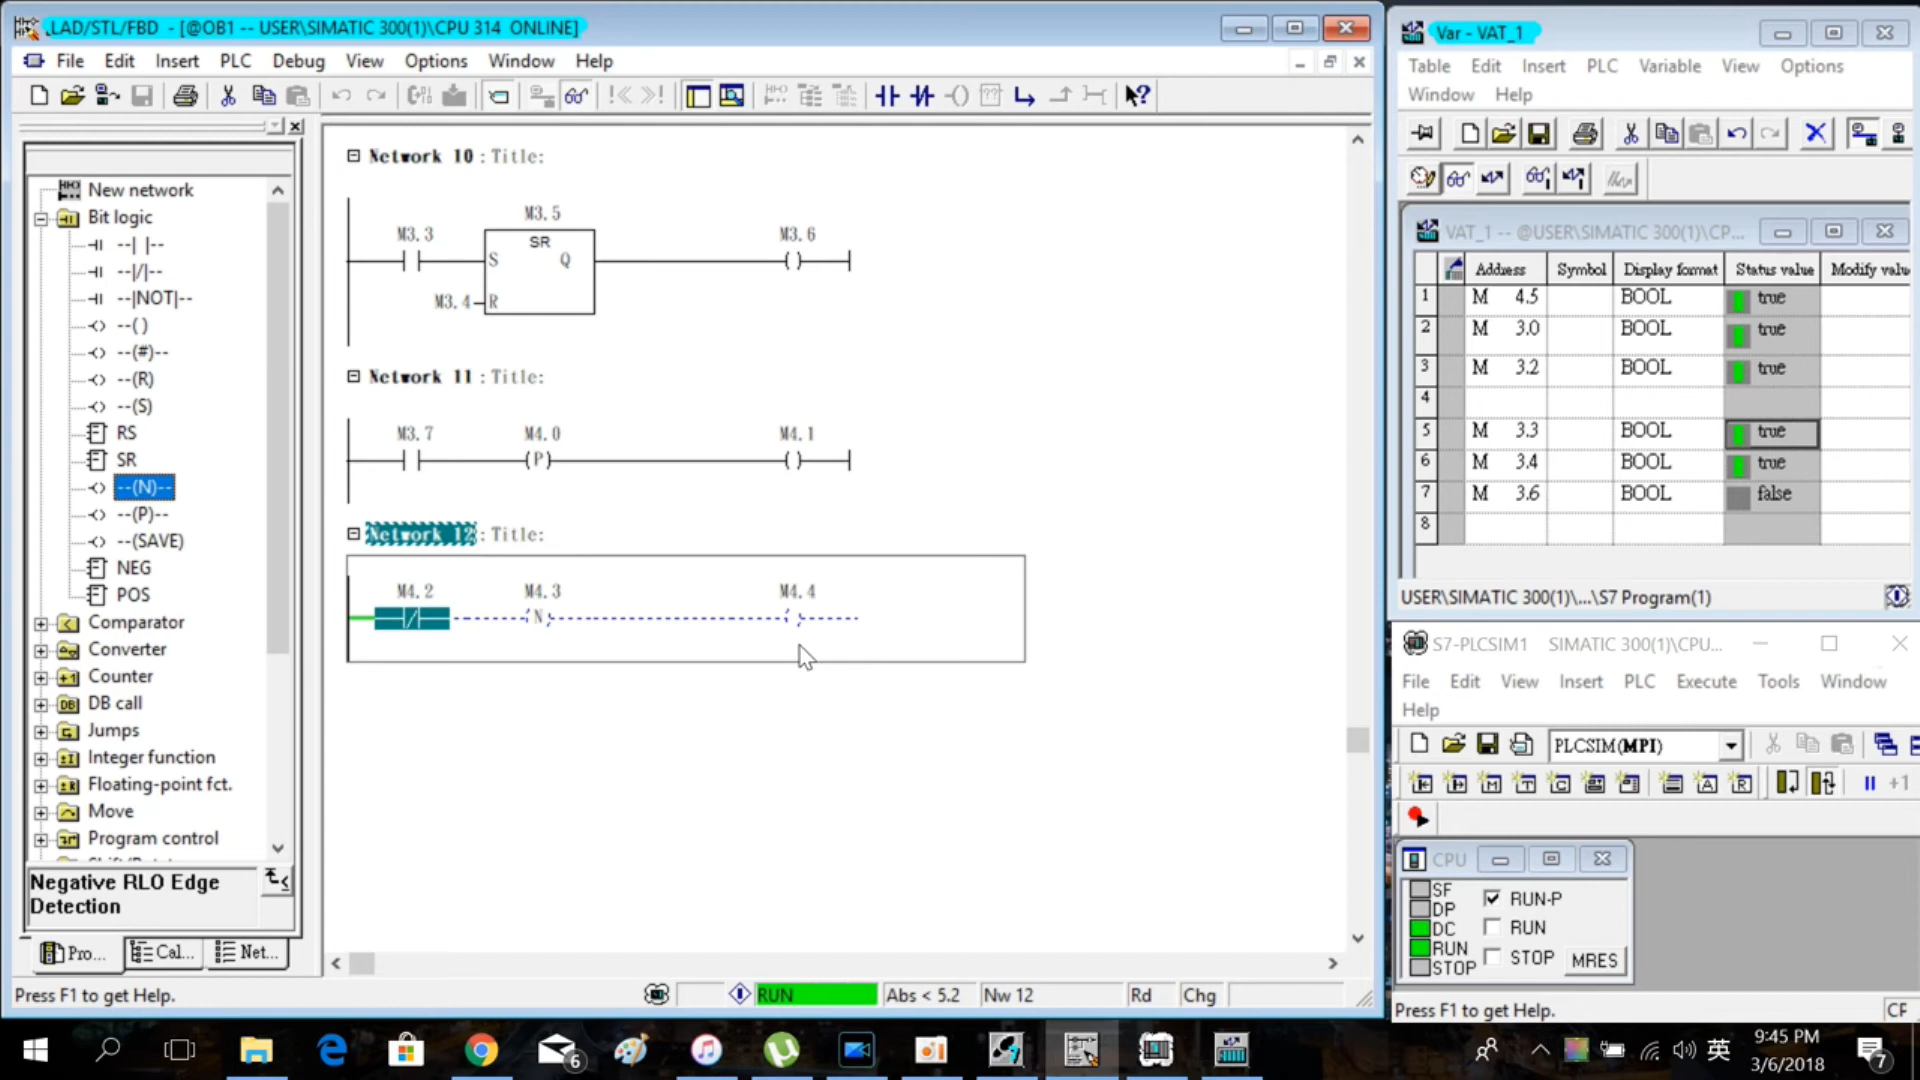 LAD/STL/FBD - [@OB1 -- USER\SIMATIC 300(1)\CPU 314 ONLINE]
File Edit Insert PLC Debug View Options Window Help
New network
Bit logic
--| |--
--|/|--
--|NOT|--
--( )
--(#)--
--(R)
--(S)
RS
SR
--(N)--
--(P)--
--(SAVE)
NEG
POS
Comparator
Converter
Counter
DB call
Jumps
Integer function
Floating-point fct.
Move
Program control
Negative RLO Edge
Detection
Pro... Cal... Net...
Network 10 : Title:
M3.5
M3.3 SR M3.6
S Q ( )
M3.4 R
Network 11 : Title:
M3.7 M4.0 M4.1
(P) ( )
Network 12 : Title:
M4.2 M4.3 M4.4
N
Press F1 to get Help.
RUN Abs < 5.2 Nw 12 Rd Chg
Var - VAT_1
Table Edit Insert PLC Variable View Options
Window Help
VAT_1 -- @USER\SIMATIC 300(1)\CP...
Address Symbol Display format Status value Modify valu
1 M 4.5 BOOL true
2 M 3.0 BOOL true
3 M 3.2 BOOL true
4
5 M 3.3 BOOL true
6 M 3.4 BOOL true
7 M 3.6 BOOL false
8
USER\SIMATIC 300(1)\...\S7 Program(1)
S7-PLCSIM1 SIMATIC 300(1)\CPU...
File Edit View Insert PLC Execute Tools Window
Help
PLCSIM(MPI)
+1
CPU
SF
DP
DC
RUN
STOP
RUN-P
RUN
STOP MRES
Press F1 to get Help. CF
6
英
9:45 PM
3/6/2018
7